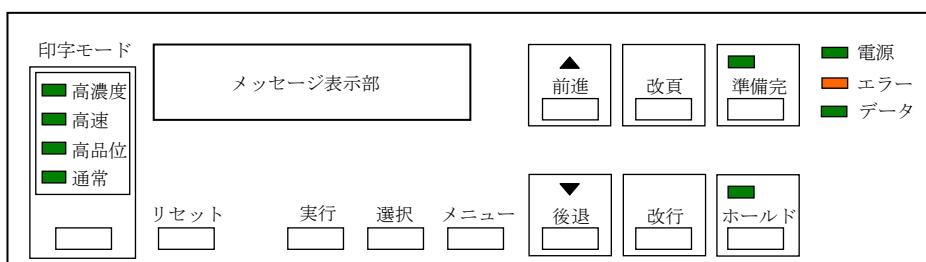 印字モード
高濃度
高速
高品位
通常
メッセージ表示部
前進
改頁
準備完
電源
エラー
データ
リセット
実行
選択
メニュー
後退
改行
ホールド